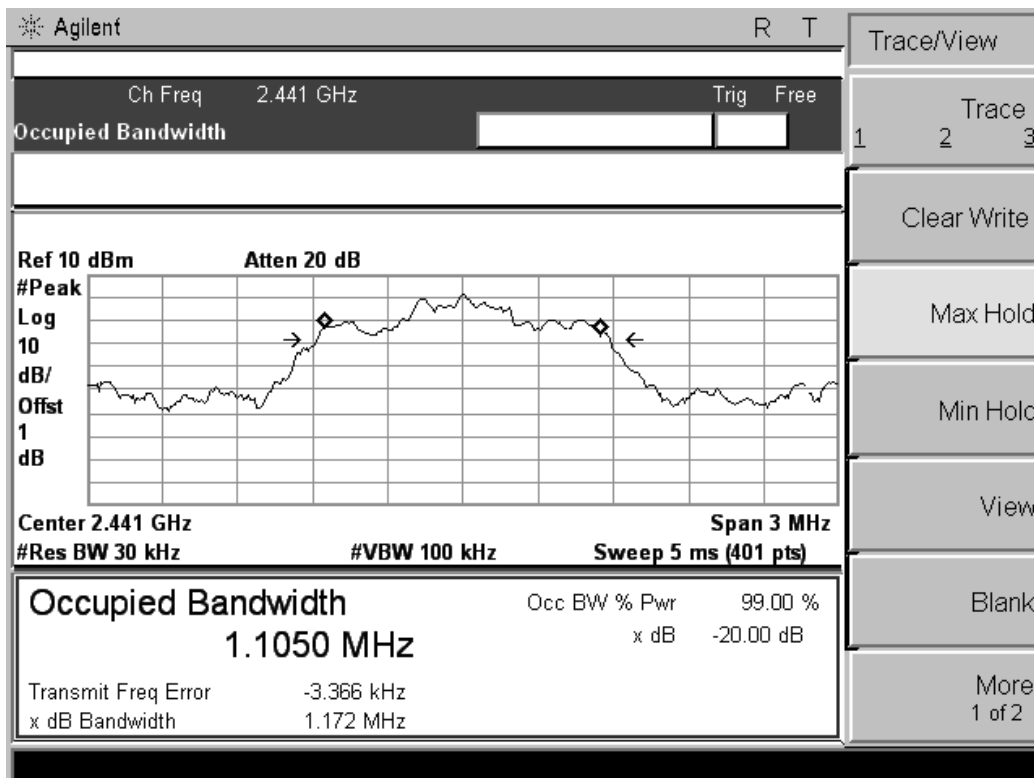 Agilent R T
Ch Freq 2.441 GHz Trig Free
Occupied Bandwidth
Ref 10 dBm Atten 20 dB
#Peak
Log
10
dB/
Offst
1
dB
Center 2.441 GHz Span 3 MHz
#Res BW 30 kHz #VBW 100 kHz Sweep 5 ms (401 pts)
Occupied Bandwidth
1.1050 MHz
Occ BW % Pwr 99.00 %
x dB -20.00 dB
Transmit Freq Error -3.366 kHz
x dB Bandwidth 1.172 MHz
Trace/View
Trace
1 2 3
Clear Write
Max Hold
Min Hold
View
Blank
More
1 of 2